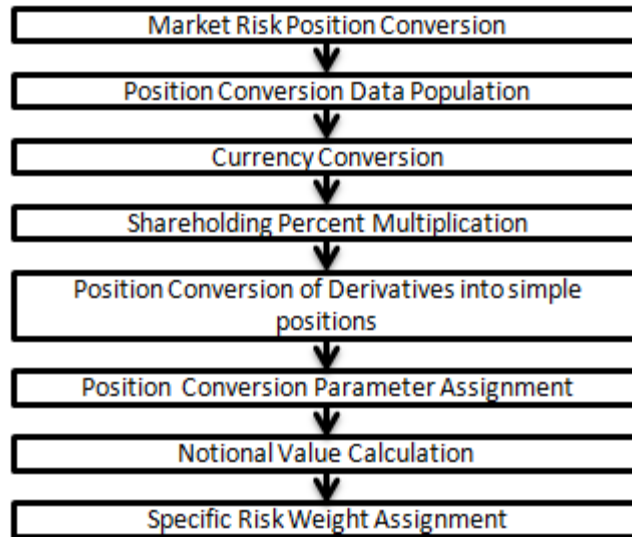 Market Risk Position Conversion
Position Conversion Data Population
Currency Conversion
Shareholding Percent Multiplication
Position Conversion of Derivatives into simple
positions
Position Conversion Parameter Assignment
Notional Value Calculation
Specific Risk Weight Assignment